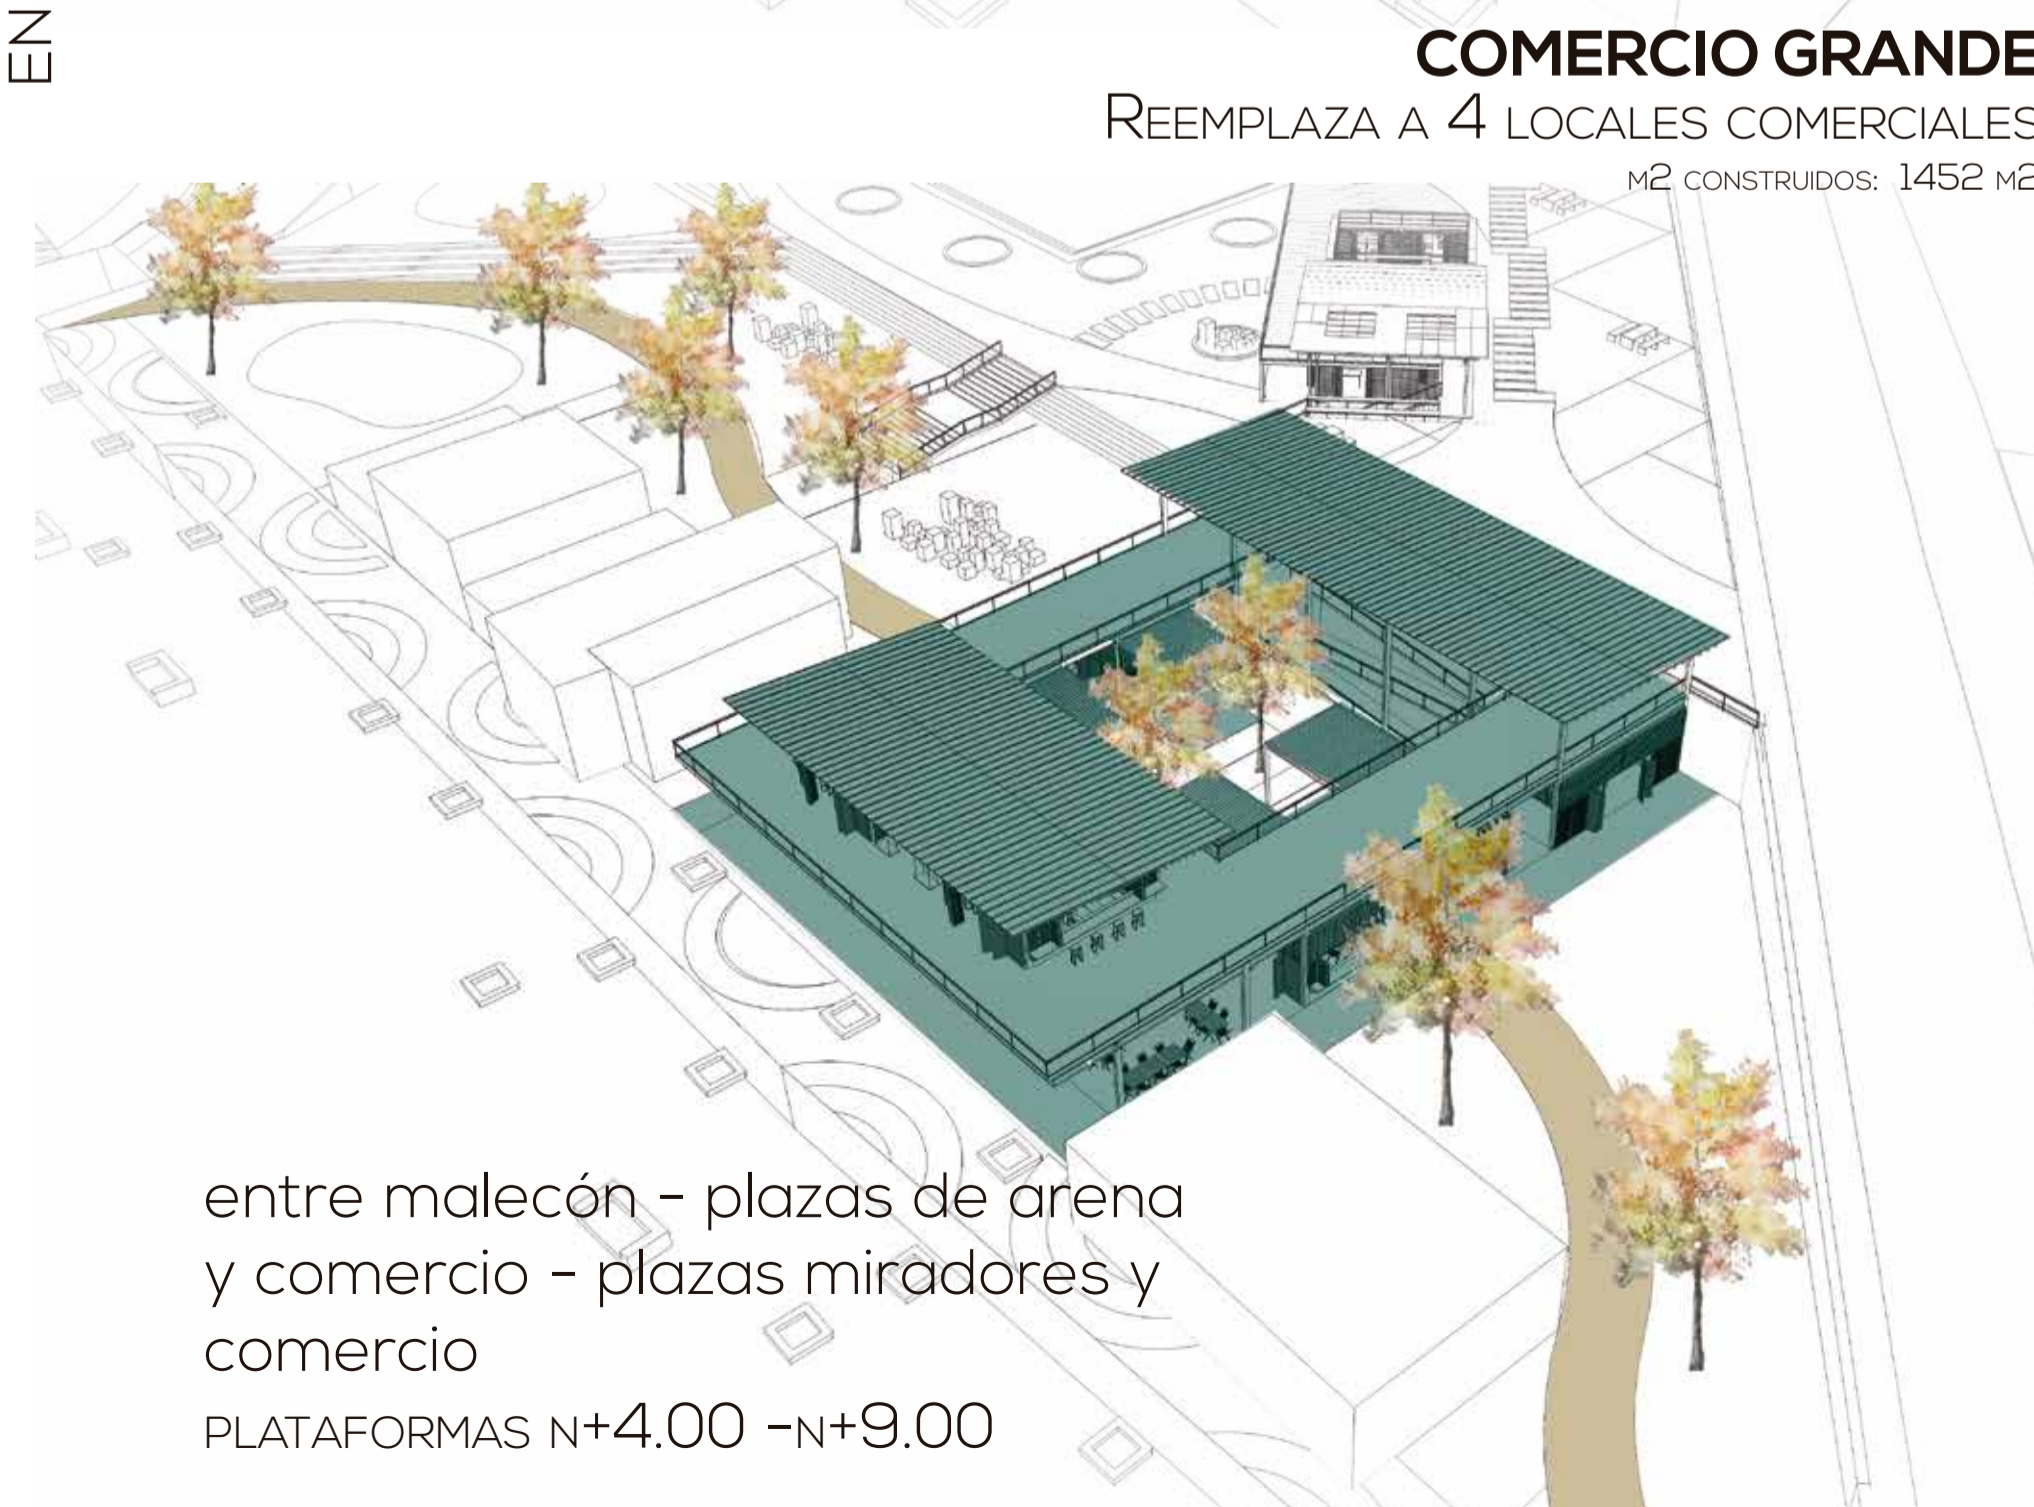 EN
COMERCIO GRANDE
REEMPLAZA A 4 LOCALES COMERCIALES
M2 CONSTRUIDOS: 1452 M2
entre malecón - plazas de arena
y comercio - plazas miradores y
comercio
PLATAFORMAS N+4.00 -N+9.00